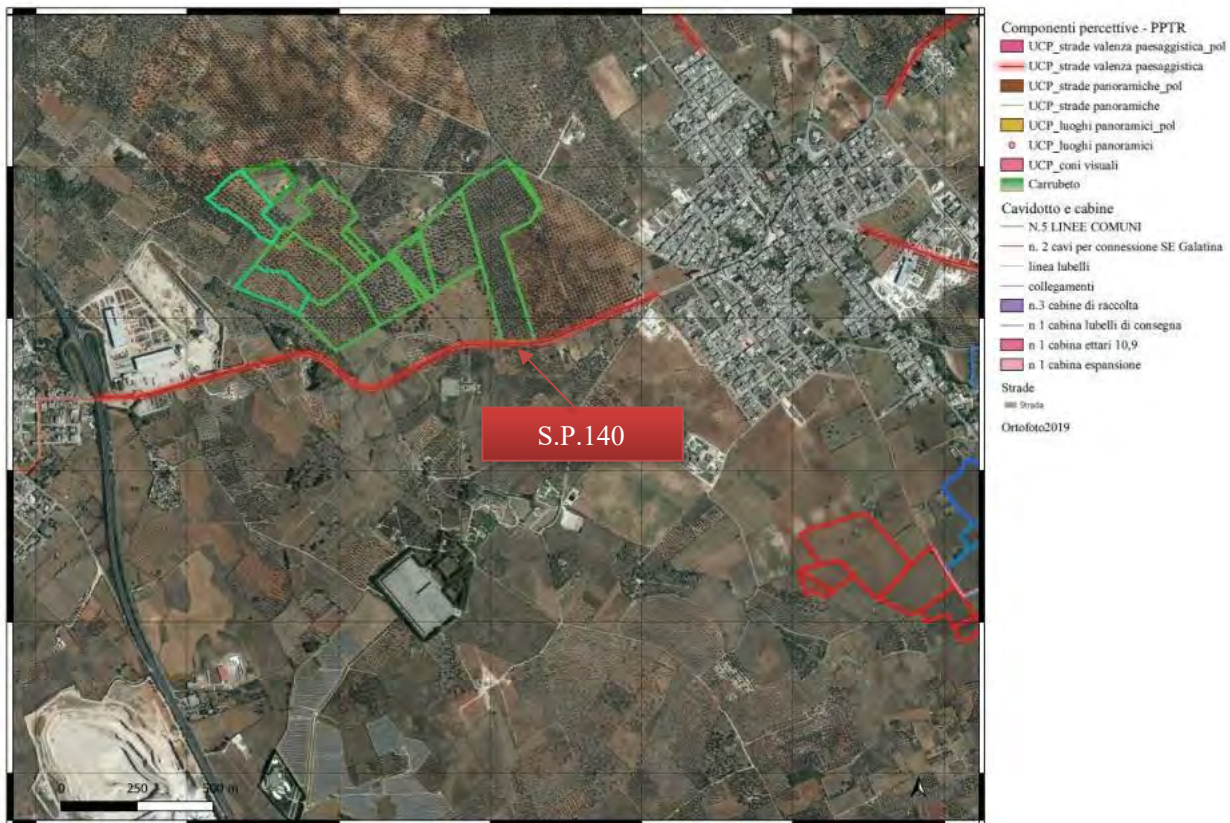 Componenti percettive - PPTR
UCP_strade valenza paesaggistica_pol
UCP_strade valenza paesaggistica
UCP_strade panoramiche_pol
UCP_strade panoramiche
UCP_luoghi panoramici_pol
UCP_luoghi panoramici
UCP_coni visuali
Carrubeto
Cavidotto e cabine
N.5 LINEE COMUNI
n. 2 cavi per connessione SE Galatina
linea lubelli
collegamenti
n.3 cabine di raccolta
n 1 cabina lubelli di consegna
n 1 cabina ettari 10,9
n 1 cabina espansione
Strade
Strada
Ortofoto2019
S.P.140
0 250 500 m